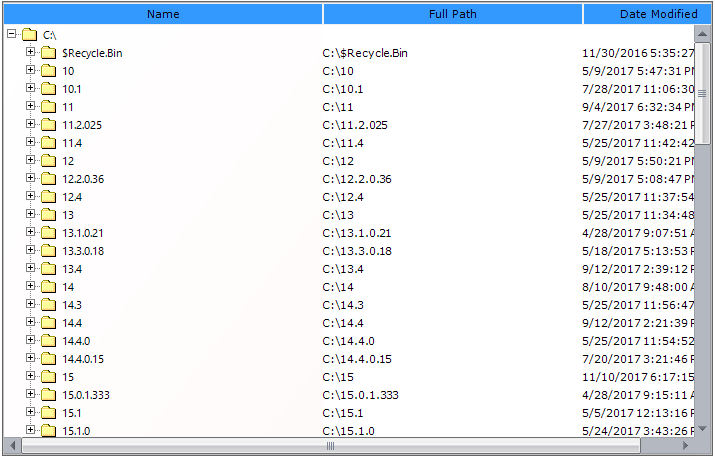 Name Full Path Date Modified
C:\
$Recycle.Bin C:\$Recycle.Bin 11/30/2016 5:35:27
10 C:\10 5/9/2017 5:47:31 PM
10.1 C:\10.1 7/28/2017 11:06:30
11 C:\11 9/4/2017 6:32:34 PM
11.2.025 C:\11.2.025 7/27/2017 3:48:21 P
11.4 C:\11.4 5/25/2017 11:42:42
12 C:\12 5/9/2017 5:50:21 PM
12.2.0.36 C:\12.2.0.36 5/9/2017 5:08:47 PM
12.4 C:\12.4 5/25/2017 11:37:54
13 C:\13 5/25/2017 11:34:48
13.1.0.21 C:\13.1.0.21 4/28/2017 9:07:51 A
13.3.0.18 C:\13.3.0.18 5/18/2017 5:13:53 P
13.4 C:\13.4 9/12/2017 2:39:12 P
14 C:\14 8/10/2017 9:48:00 A
14.3 C:\14.3 5/25/2017 11:56:47
14.4 C:\14.4 9/12/2017 2:21:39 P
14.4.0 C:\14.4.0 5/25/2017 11:54:52
14.4.0.15 C:\14.4.0.15 7/20/2017 3:21:46 P
15 C:\15 11/10/2017 6:17:15
15.0.1.333 C:\15.0.1.333 4/28/2017 9:15:11 A
15.1 C:\15.1 5/5/2017 12:13:16 P
15.1.0 C:\15.1.0 5/24/2017 3:43:26 P